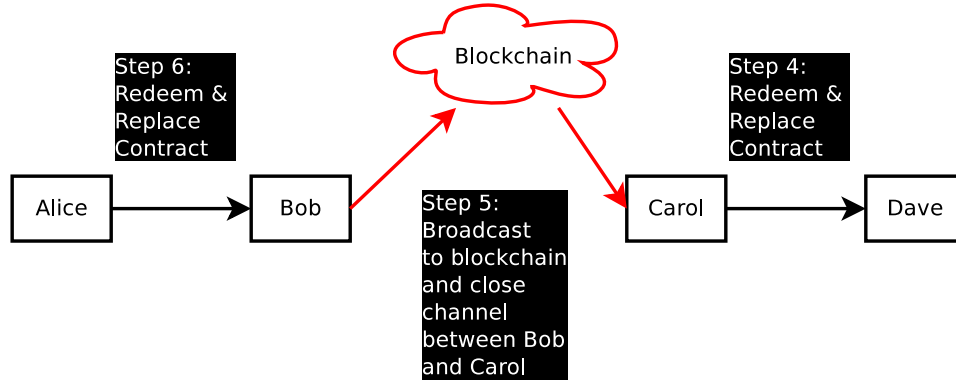 Blockchain
Step 6:
Redeem &
Replace
Contract
Step 4:
Redeem &
Replace
Contract
Alice
Bob
Step 5:
Broadcast
to blockchain
and close
channel
between Bob
and Carol
Carol
Dave